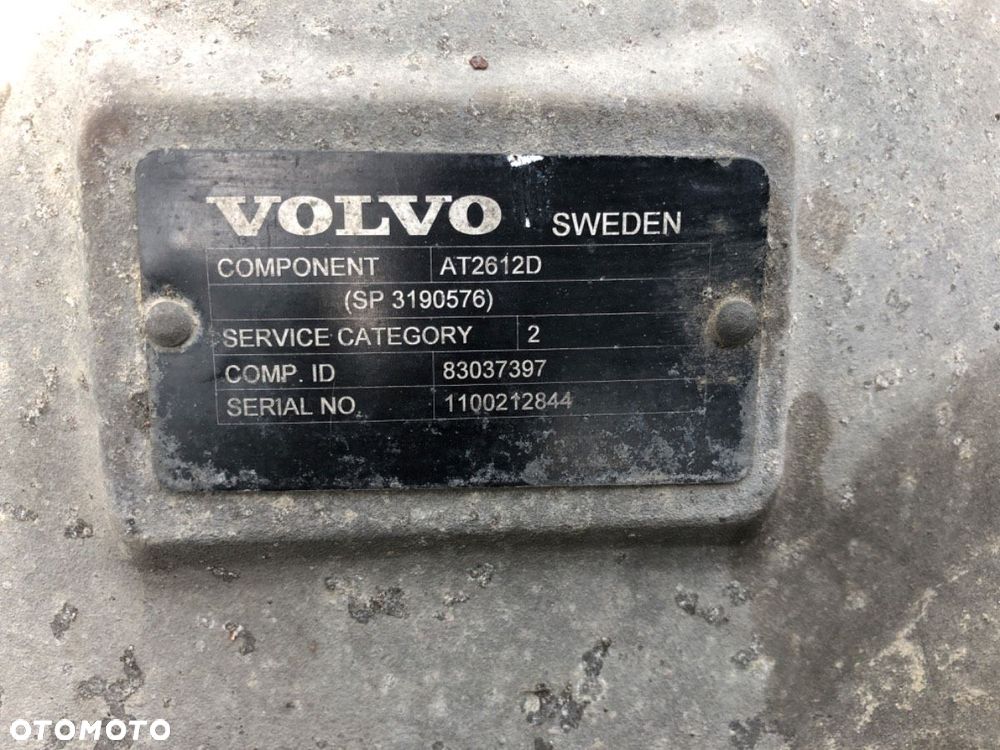 VOLVO SWEDEN
COMPONENT AT2612D
(SP 3190576)
SERVICE CATEGORY 2
COMP. ID 83037397
SERIAL NO. 1100212844
OTOMOTO